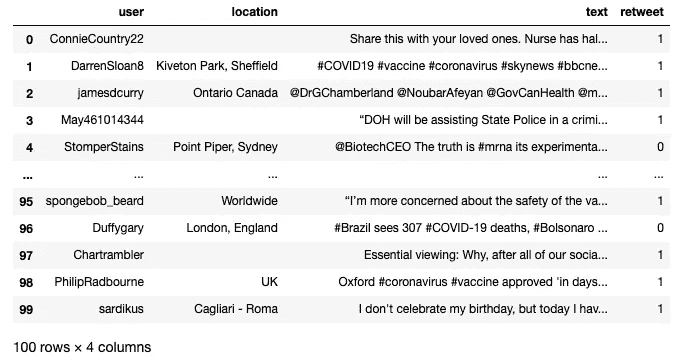 user location text retweet
0 ConnieCountry22 Share this with your loved ones. Nurse has hal... 1
1 DarrenSloan8 Kiveton Park, Sheffield #COVID19 #vaccine #coronavirus #skynews #bbcne... 1
2 jamesdcurry Ontario Canada @DrGChamberland @NoubarAfeyan @GovCanHealth @m... 1
3 May461014344 “DOH will be assisting State Police in a crimi... 1
4 StomperStains Point Piper, Sydney @BiotechCEO The truth is #mrna its experimenta... 0
... ... ... ... ...
95 spongebob_beard Worldwide “I’m more concerned about the safety of the va... 1
96 Duffygary London, England #Brazil sees 307 #COVID-19 deaths, #Bolsonaro ... 0
97 Chartrambler Essential viewing: Why, after all of our socia... 1
98 PhilipRadbourne UK Oxford #coronavirus #vaccine approved 'in days... 1
99 sardikus Cagliari - Roma I don't celebrate my birthday, but today I hav... 1
100 rows × 4 columns